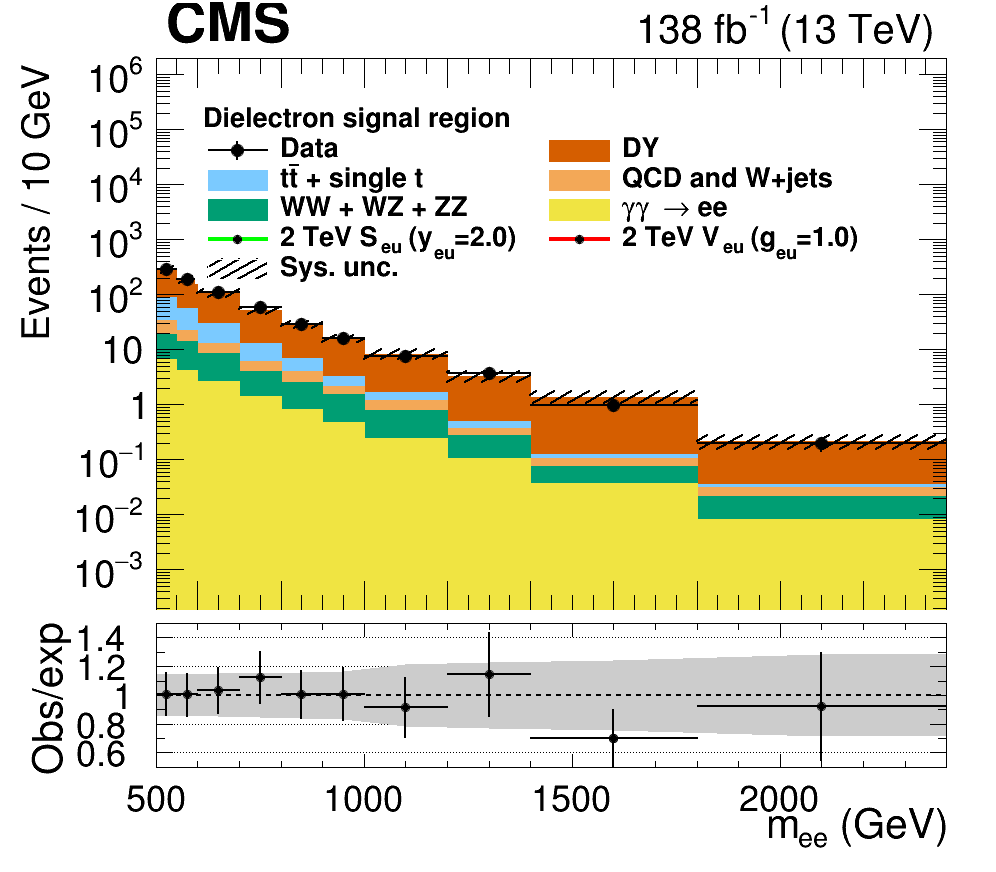 CMS 138 fb⁻¹ (13 TeV)
Events / 10 GeV
10⁶
10⁵
10⁴
10³
10²
10
1
10⁻¹
10⁻²
10⁻³
Dielectron signal region
Data DY
tt̄ + single t QCD and W+jets
WW + WZ + ZZ γγ → ee
2 TeV S_eu (y_eu=2.0) 2 TeV V_eu (g_eu=1.0)
Sys. unc.
Obs/exp
1.4
1.2
1
0.8
0.6
500 1000 1500 2000
m_ee (GeV)